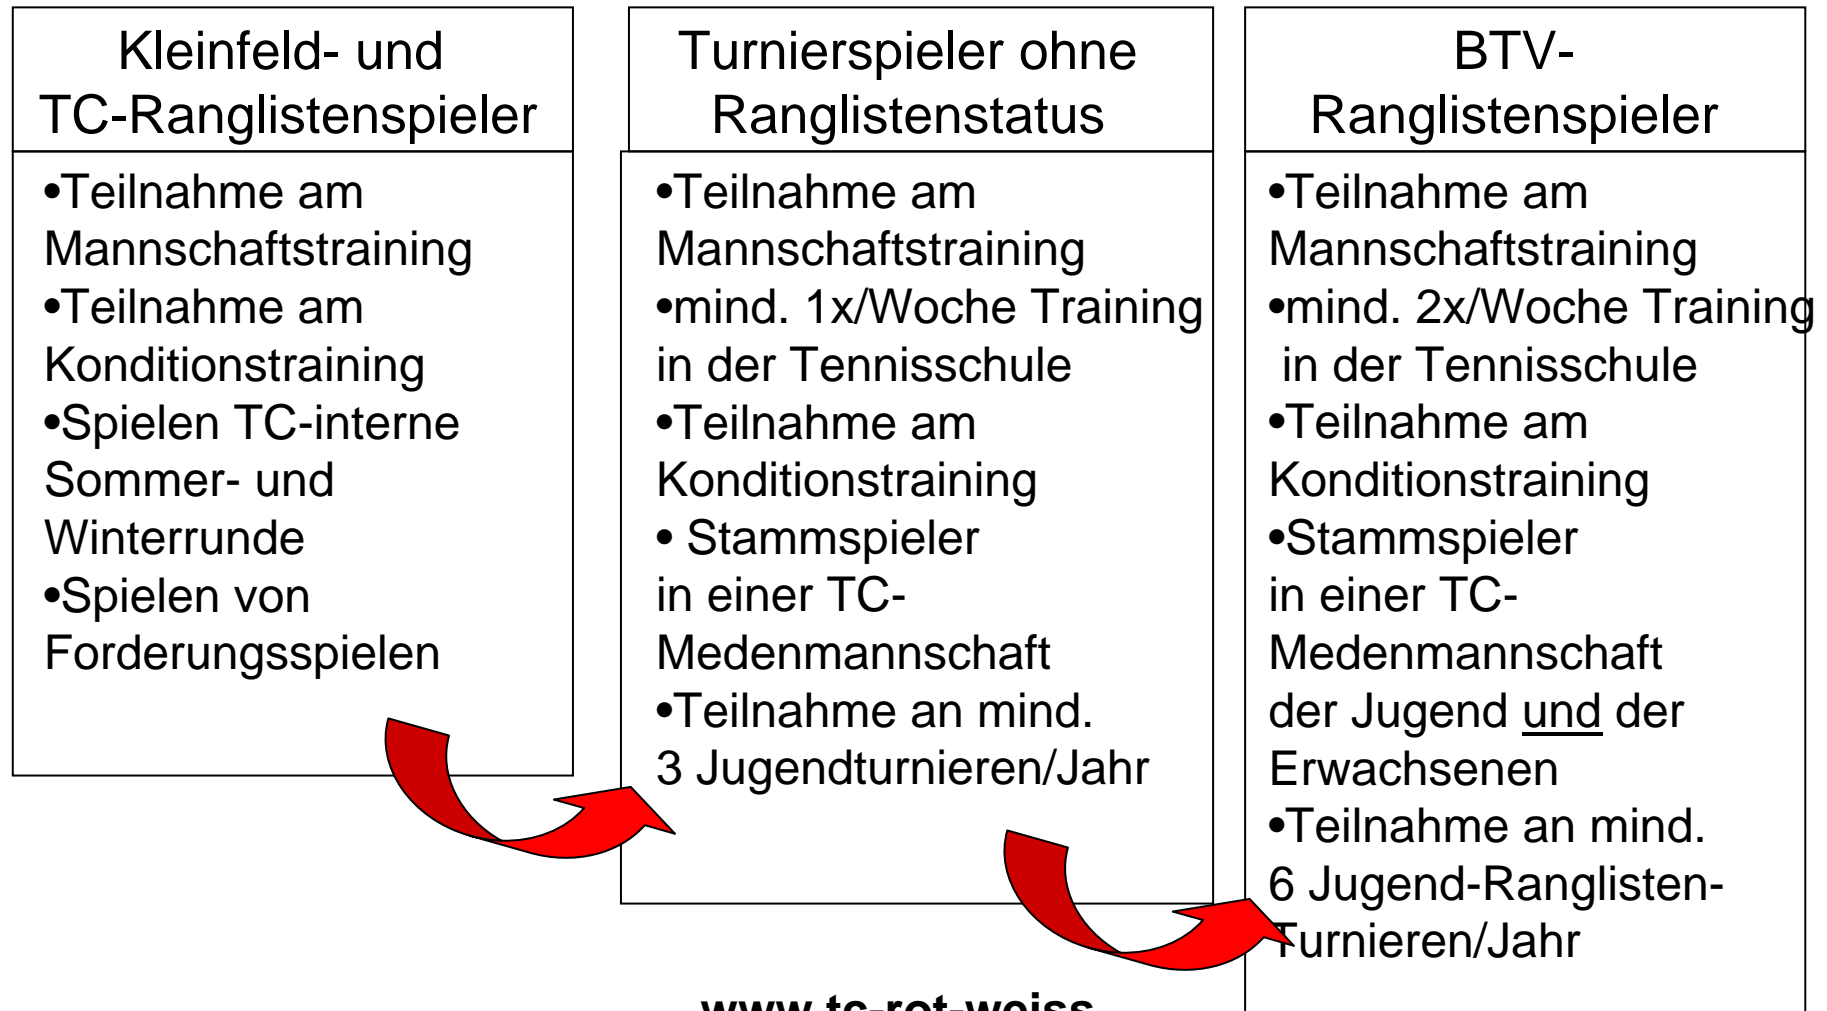 Kleinfeld- und
TC-Ranglistenspieler
•Teilnahme am
Mannschaftstraining
•Teilnahme am
Konditionstraining
•Spielen TC-interne
Sommer- und
Winterrunde
•Spielen von
Forderungsspielen
Turnierspieler ohne
Ranglistenstatus
•Teilnahme am
Mannschaftstraining
•mind. 1x/Woche Training
in der Tennisschule
•Teilnahme am
Konditionstraining
• Stammspieler
in einer TC-
Medenmannschaft
•Teilnahme an mind.
3 Jugendturnieren/Jahr
BTV-
Ranglistenspieler
•Teilnahme am
Mannschaftstraining
•mind. 2x/Woche Training
in der Tennisschule
•Teilnahme am
Konditionstraining
•Stammspieler
in einer TC-
Medenmannschaft
der Jugend und der
Erwachsenen
•Teilnahme an mind.
6 Jugend-Ranglisten-
Turnieren/Jahr
www.tc-rot-weiss